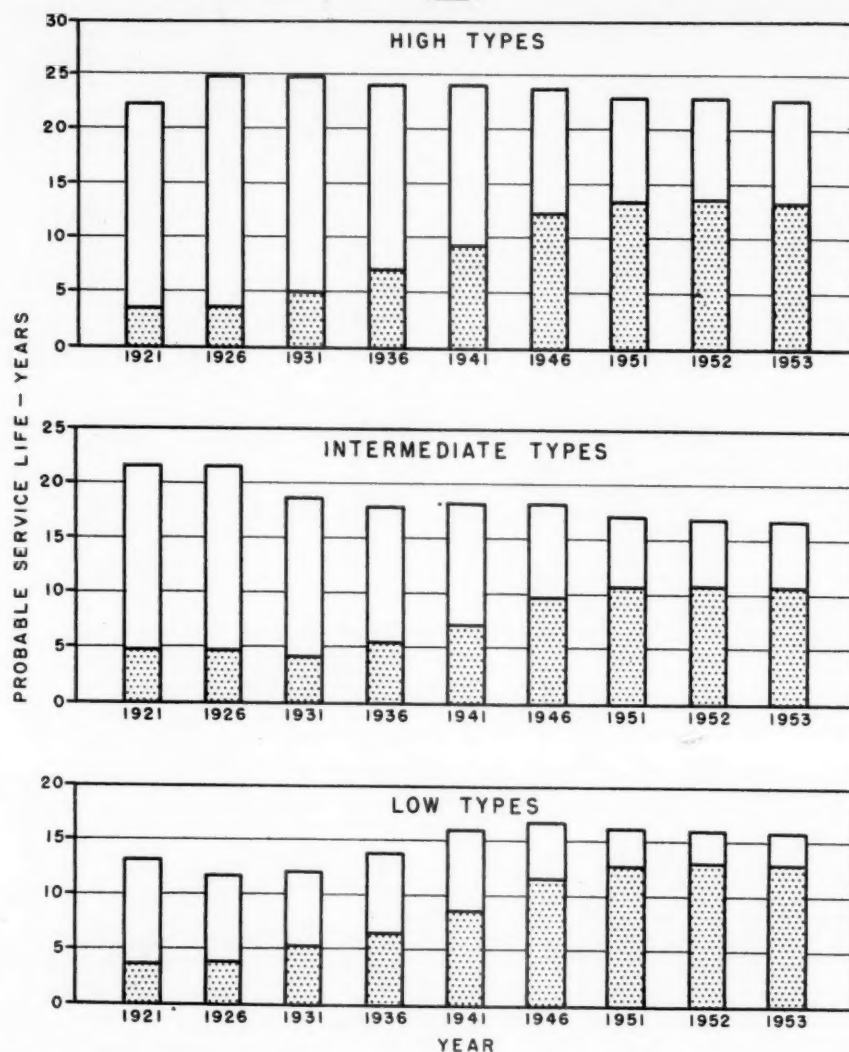 PROBABLE SERVICE LIFE — YEARS
HIGH TYPES
30
25
20
15
10
5
0
1921 1926 1931 1936 1941 1946 1951 1952 1953
INTERMEDIATE TYPES
25
20
15
10
5
0
1921 1926 1931 1936 1941 1946 1951 1952 1953
LOW TYPES
20
15
10
5
0
1921 1926 1931 1936 1941 1946 1951 1952 1953
YEAR